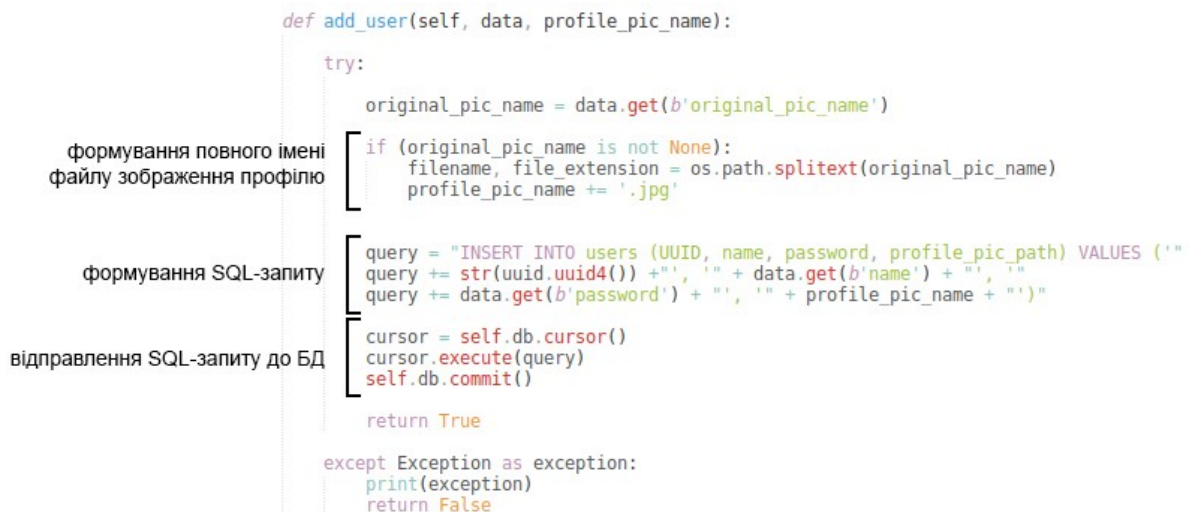 def add_user(self, data, profile_pic_name):
try:
original_pic_name = data.get(b'original_pic_name')
формування повного імені
файлу зображення профілю
if (original_pic_name is not None):
filename, file_extension = os.path.splitext(original_pic_name)
profile_pic_name += '.jpg'
формування SQL-запиту
query = "INSERT INTO users (UUID, name, password, profile_pic_path) VALUES ('"
query += str(uuid.uuid4()) +"', '" + data.get(b'name') + "', '"
query += data.get(b'password') + "', '" + profile_pic_name + "')"
відправлення SQL-запиту до БД
cursor = self.db.cursor()
cursor.execute(query)
self.db.commit()
return True
except Exception as exception:
print(exception)
return False